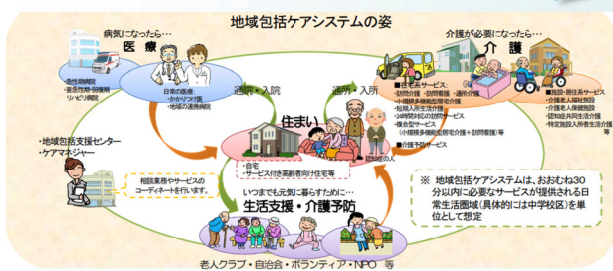 地域包括ケアシステムの姿
病気になったら…
医療
・急性期病院
・亜急性期・回復期
リハビリ病院
日常の医療:
・かかりつけ医
・地域の連携病院
通院・入院
介護が必要になったら…
介護
通所・入所
■在宅系サービス:
・訪問介護・訪問看護・通所介護
・小規模多機能型居宅介護
・短期入所生活介護
・24時間対応の訪問サービス
・複合型サービス
(小規模多機能型居宅介護+訪問看護)等
■介護予防サービス
■施設・居住系サービス
・介護老人福祉施設
・介護老人保健施設
・認知症共同生活介護
・特定施設入所者生活介護
等
住まい
認知症の人
・自宅
・サービス付き高齢者向け住宅等
・地域包括支援センター
・ケアマネジャー
相談業務やサービスの
コーディネートを行います。
いつまでも元気に暮らすために…
生活支援・介護予防
老人クラブ・自治会・ボランティア・NPO 等
※ 地域包括ケアシステムは、おおむね30
分以内に必要なサービスが提供される日
常生活圏域(具体的には中学校区)を単
位として想定